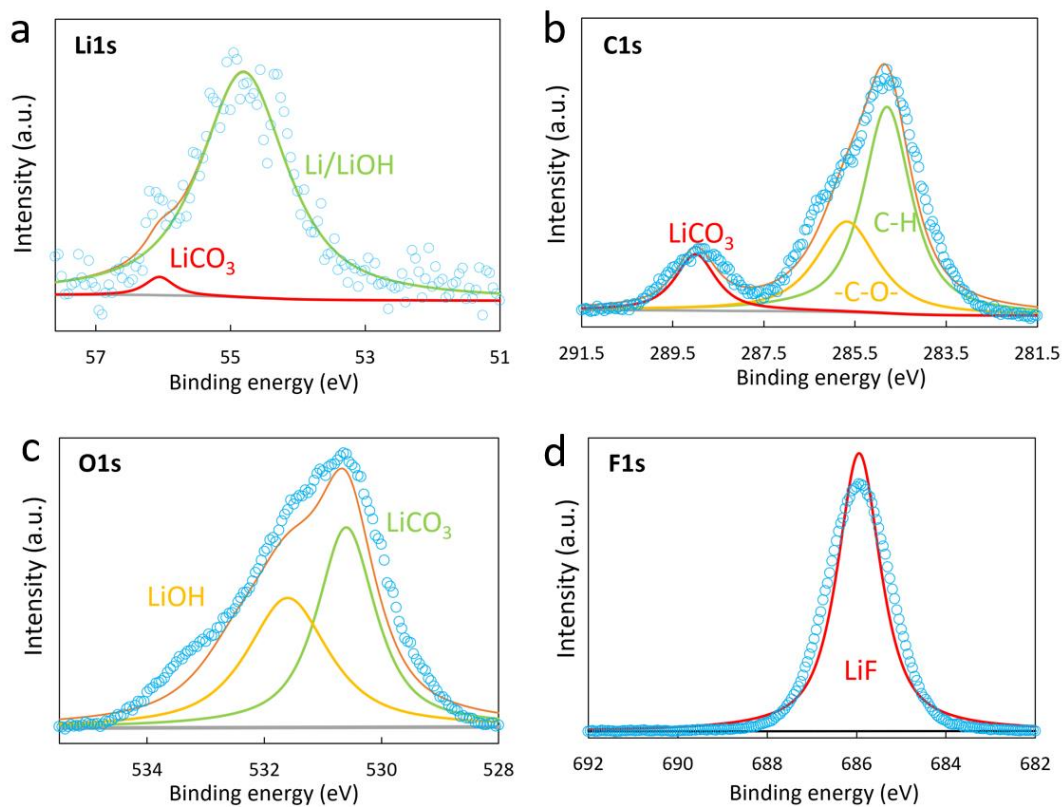 a
Li1s
Intensity (a.u.)
Li/LiOH
LiCO3
57 55 53 51
Binding energy (eV)
b
C1s
Intensity (a.u.)
LiCO3
C-H
-C-O-
291.5 289.5 287.5 285.5 283.5 281.5
Binding energy (eV)
c
O1s
Intensity (a.u.)
LiCO3
LiOH
534 532 530 528
Binding energy (eV)
d
F1s
Intensity (a.u.)
LiF
692 690 688 686 684 682
Binding energy (eV)